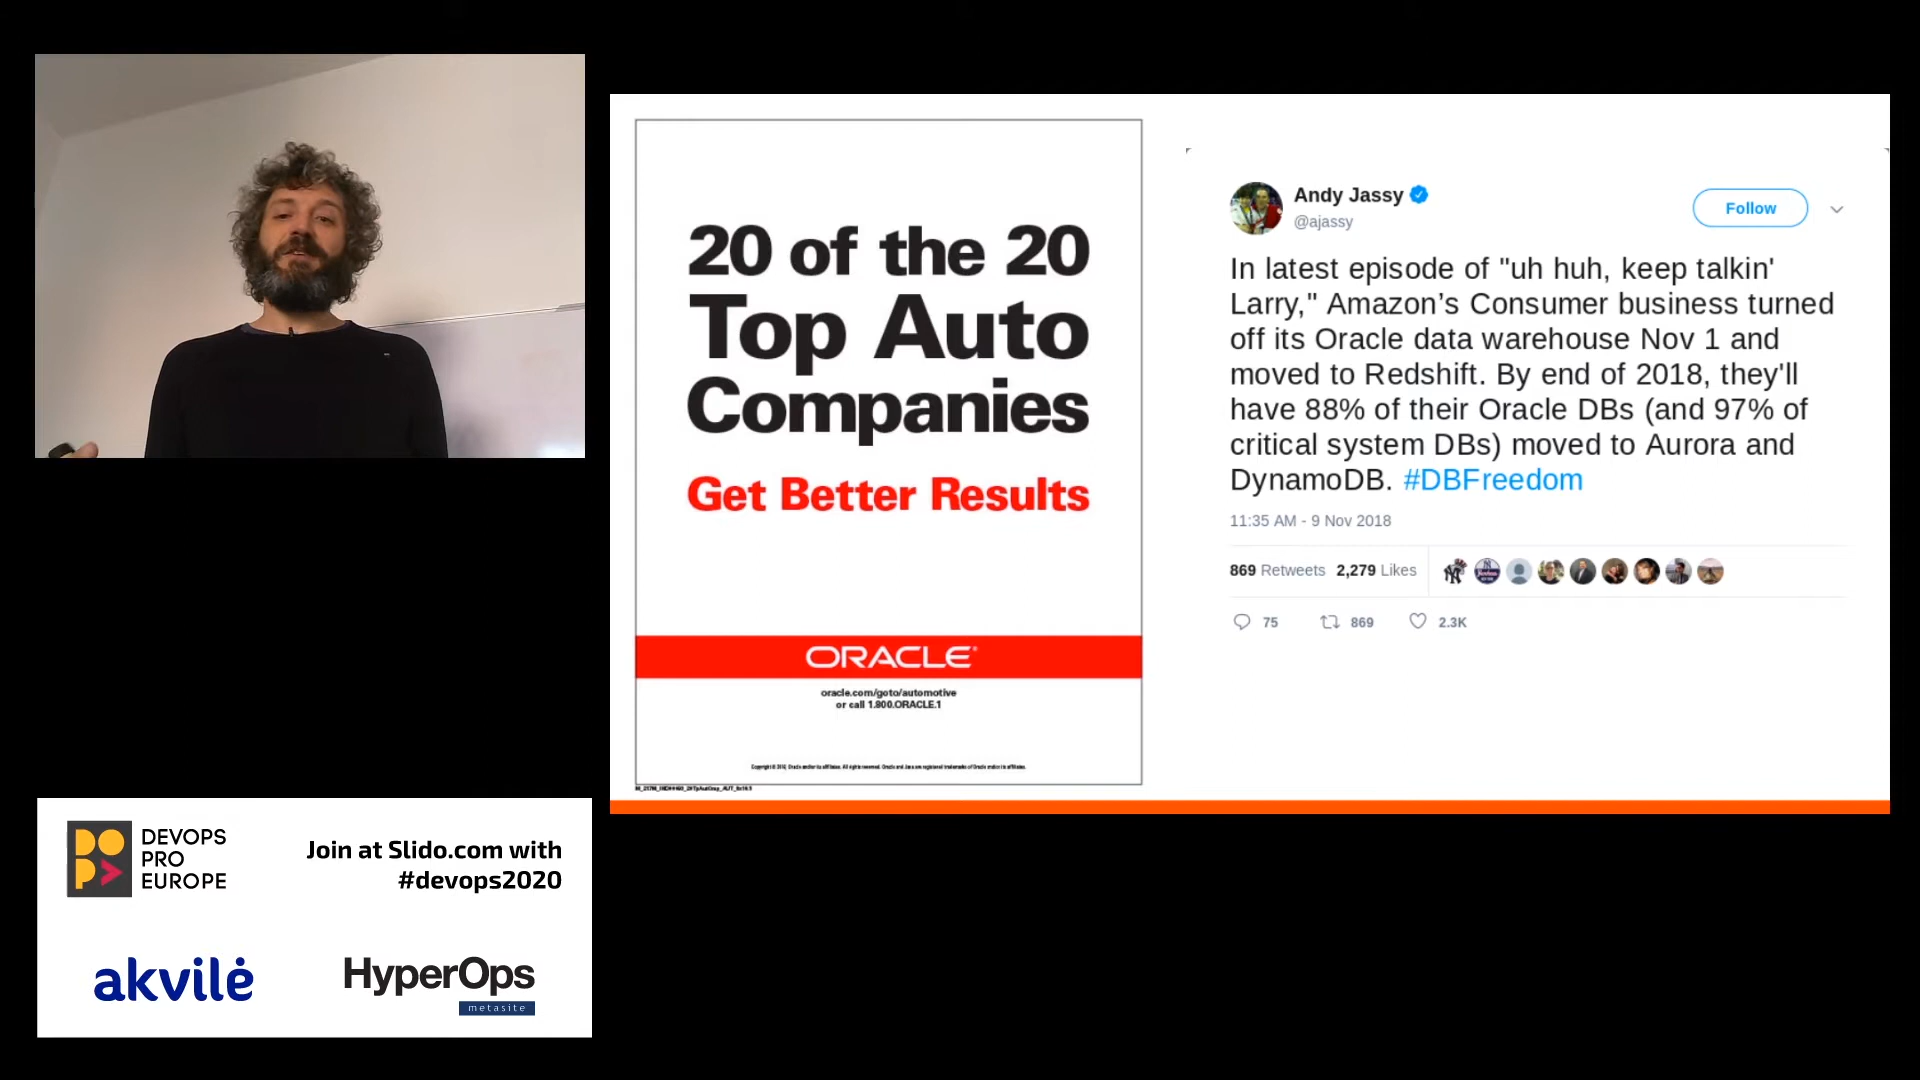 20 of the 20
Top Auto
Companies
Get Better Results
ORACLE
oracle.com/goto/automotive
or call 1.800.ORACLE.1
Andy Jassy
@ajassy
Follow
In latest episode of "uh huh, keep talkin'
Larry," Amazon’s Consumer business turned
off its Oracle data warehouse Nov 1 and
moved to Redshift. By end of 2018, they'll
have 88% of their Oracle DBs (and 97% of
critical system DBs) moved to Aurora and
DynamoDB. #DBFreedom
11:35 AM - 9 Nov 2018
869 Retweets 2,279 Likes
75 869 2.3K
DEVOPS
PRO
EUROPE
Join at Slido.com with
#devops2020
akvilė
HyperOps
metasite